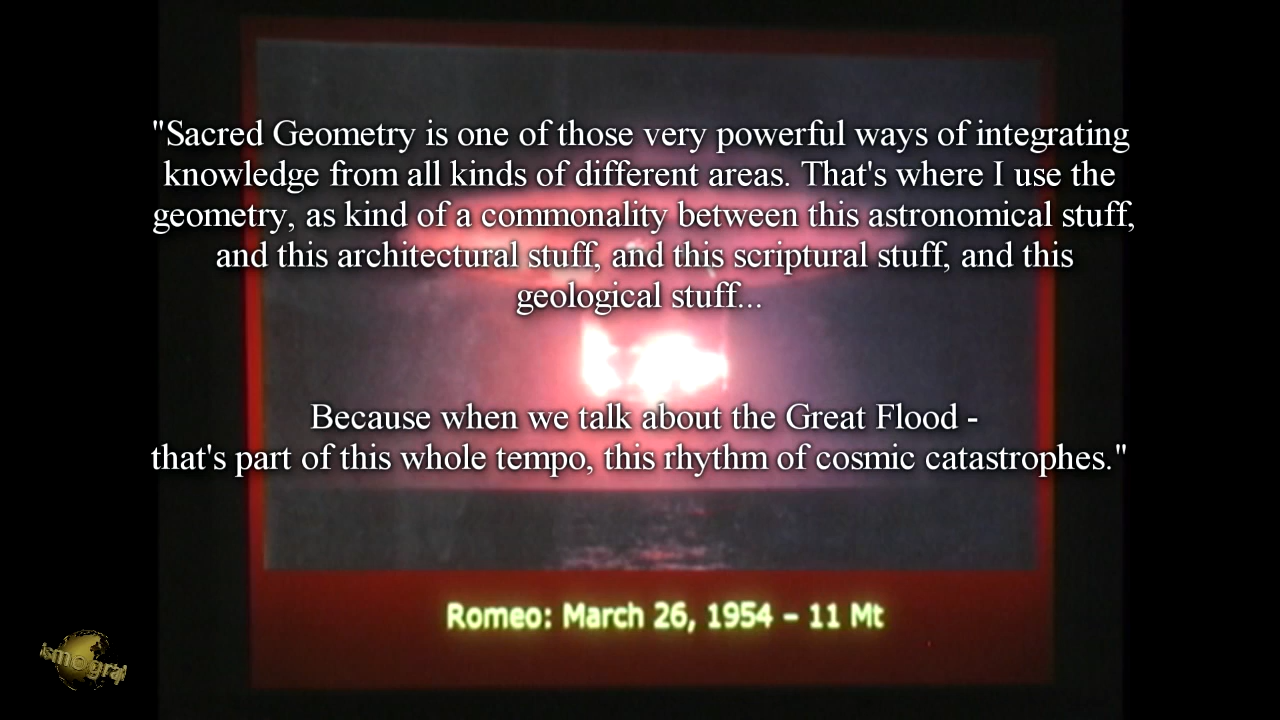 "Sacred Geometry is one of those very powerful ways of integrating
knowledge from all kinds of different areas. That's where I use the
geometry, as kind of a commonality between this astronomical stuff,
and this architectural stuff, and this scriptural stuff, and this
geological stuff...
Because when we talk about the Great Flood -
that's part of this whole tempo, this rhythm of cosmic catastrophes."
Romeo: March 26, 1954 – 11 Mt